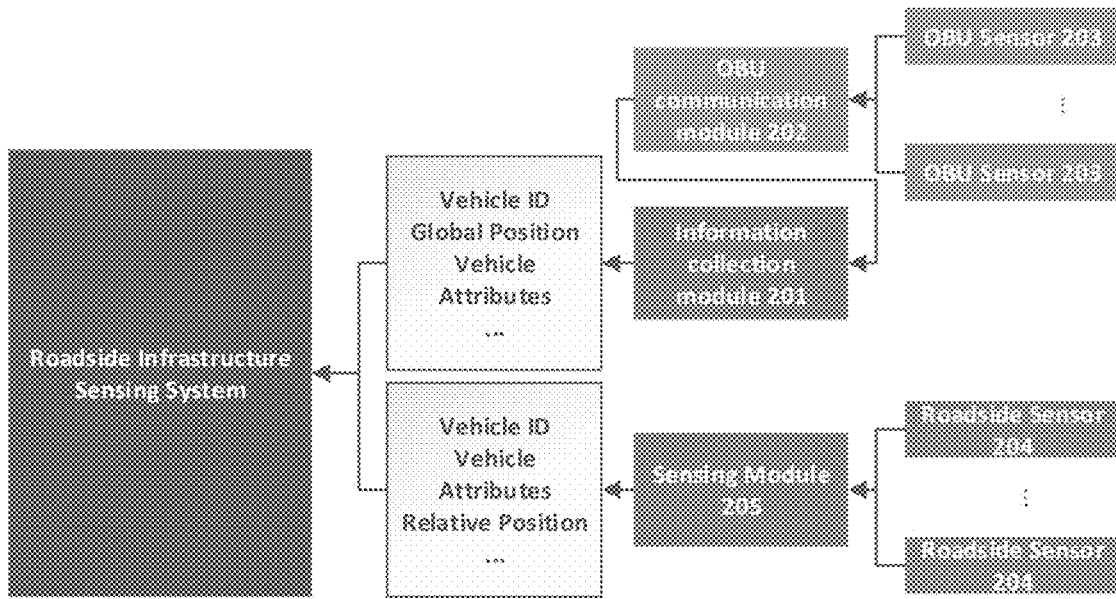 Roadside Infrastructure
Sensing System
Vehicle ID
Global Position
Vehicle
Attributes
...
Vehicle ID
Vehicle
Attributes
Relative Position
...
OBU
communication
module 202
Information
collection
module 201
Sensing Module
205
OBU Sensor 203
...
OBU Sensor 203
Roadside Sensor
204
...
Roadside Sensor
204